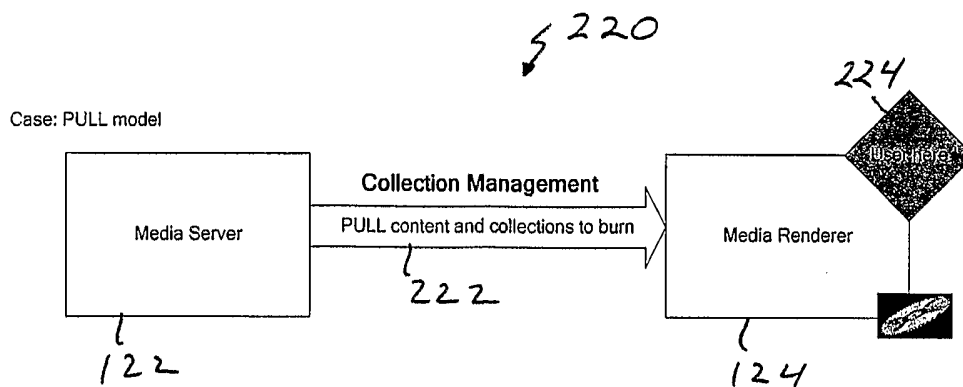 220
224
Case: PULL model
User here
Collection Management
Media Server
PULL content and collections to burn
Media Renderer
222
122
124